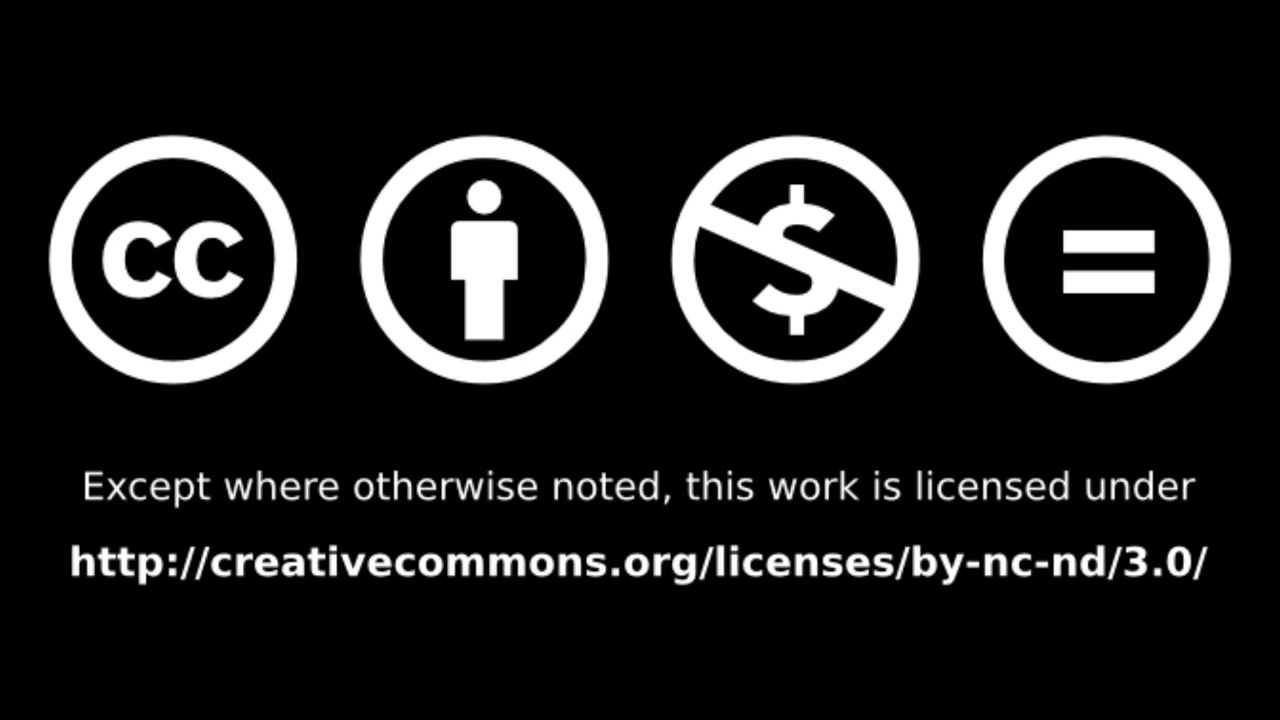 cc $ =
Except where otherwise noted, this work is licensed under
http://creativecommons.org/licenses/by-nc-nd/3.0/